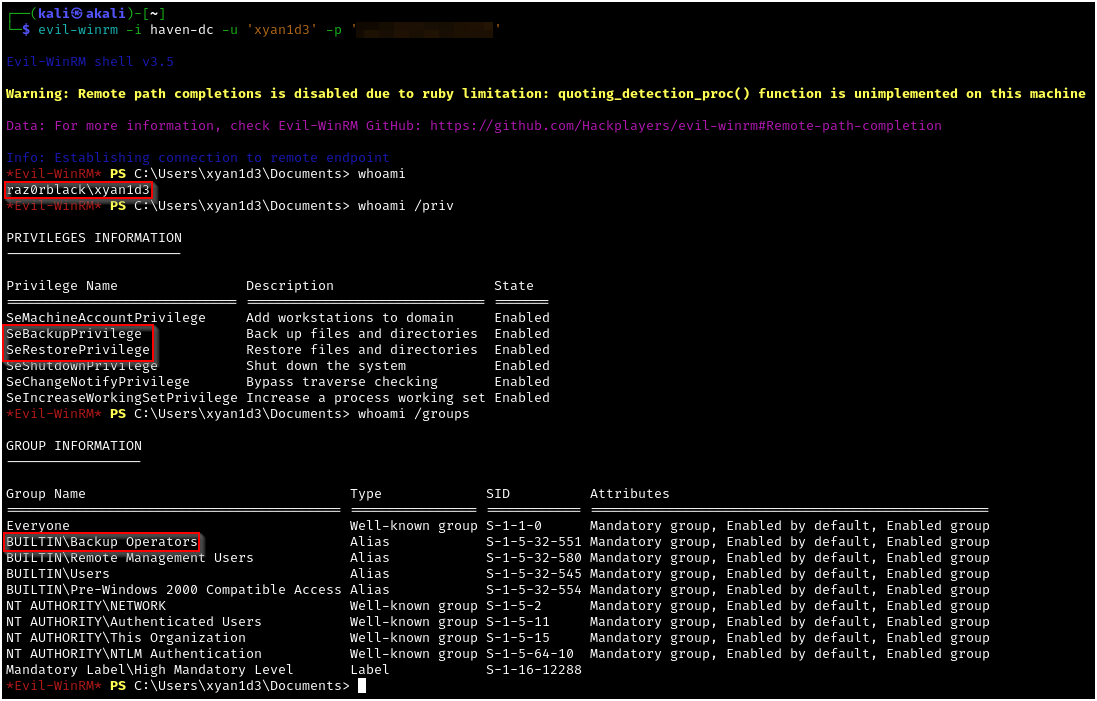 ┌──(kali㉿akali)-[~]
└─$ evil-winrm -i haven-dc -u 'xyan1d3' -p ' '
Evil-WinRM shell v3.5
Warning: Remote path completions is disabled due to ruby limitation: quoting_detection_proc() function is unimplemented on this machine
Data: For more information, check Evil-WinRM GitHub: https://github.com/Hackplayers/evil-winrm#Remote-path-completion
Info: Establishing connection to remote endpoint
*Evil-WinRM* PS C:\Users\xyan1d3\Documents> whoami
raz0rblack\xyan1d3
*Evil-WinRM* PS C:\Users\xyan1d3\Documents> whoami /priv
PRIVILEGES INFORMATION
----------------------
Privilege Name Description State
============================= ============================== =======
SeMachineAccountPrivilege Add workstations to domain Enabled
SeBackupPrivilege Back up files and directories Enabled
SeRestorePrivilege Restore files and directories Enabled
SeShutdownPrivilege Shut down the system Enabled
SeChangeNotifyPrivilege Bypass traverse checking Enabled
SeIncreaseWorkingSetPrivilege Increase a process working set Enabled
*Evil-WinRM* PS C:\Users\xyan1d3\Documents> whoami /groups
GROUP INFORMATION
-----------------
Group Name Type SID Attributes
========================================== ================ ============ ==================================================
Everyone Well-known group S-1-1-0 Mandatory group, Enabled by default, Enabled group
BUILTIN\Backup Operators Alias S-1-5-32-551 Mandatory group, Enabled by default, Enabled group
BUILTIN\Remote Management Users Alias S-1-5-32-580 Mandatory group, Enabled by default, Enabled group
BUILTIN\Users Alias S-1-5-32-545 Mandatory group, Enabled by default, Enabled group
BUILTIN\Pre-Windows 2000 Compatible Access Alias S-1-5-32-554 Mandatory group, Enabled by default, Enabled group
NT AUTHORITY\NETWORK Well-known group S-1-5-2 Mandatory group, Enabled by default, Enabled group
NT AUTHORITY\Authenticated Users Well-known group S-1-5-11 Mandatory group, Enabled by default, Enabled group
NT AUTHORITY\This Organization Well-known group S-1-5-15 Mandatory group, Enabled by default, Enabled group
NT AUTHORITY\NTLM Authentication Well-known group S-1-5-64-10 Mandatory group, Enabled by default, Enabled group
Mandatory Label\High Mandatory Level Label S-1-16-12288
*Evil-WinRM* PS C:\Users\xyan1d3\Documents>